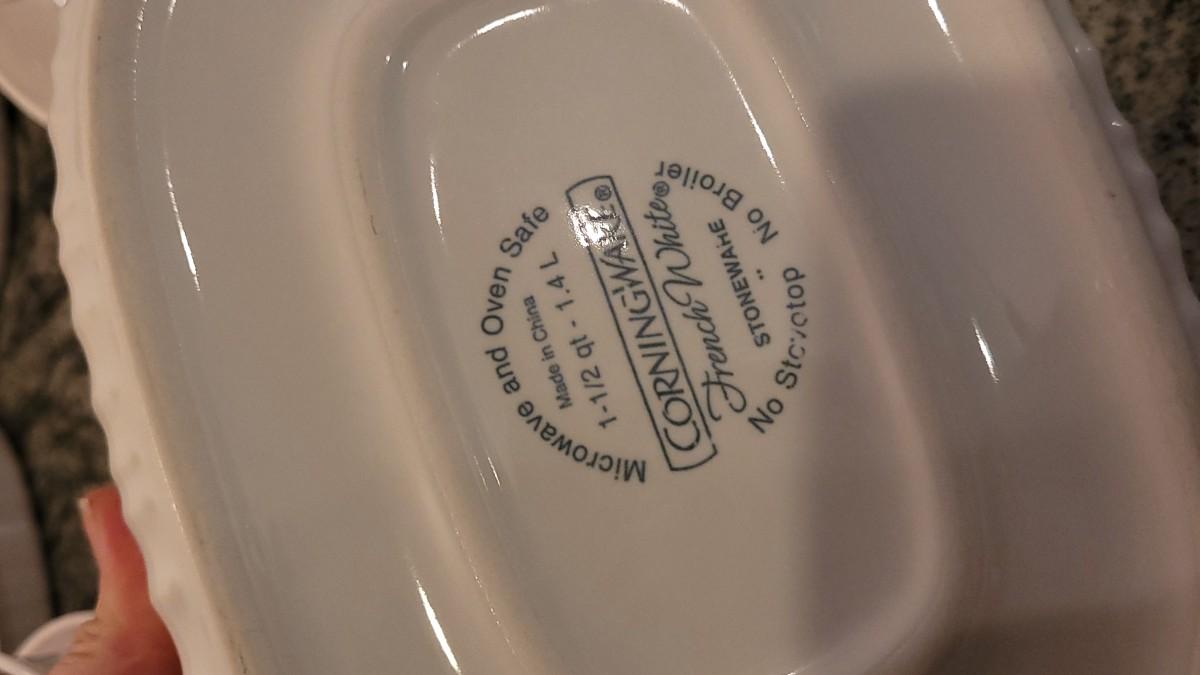 Microwave and Oven Safe
Made in China
1-1/2 qt - 1.4 L
CORNINGWARE®
French White®
STONEWARE
No Stovetop
No Broiler